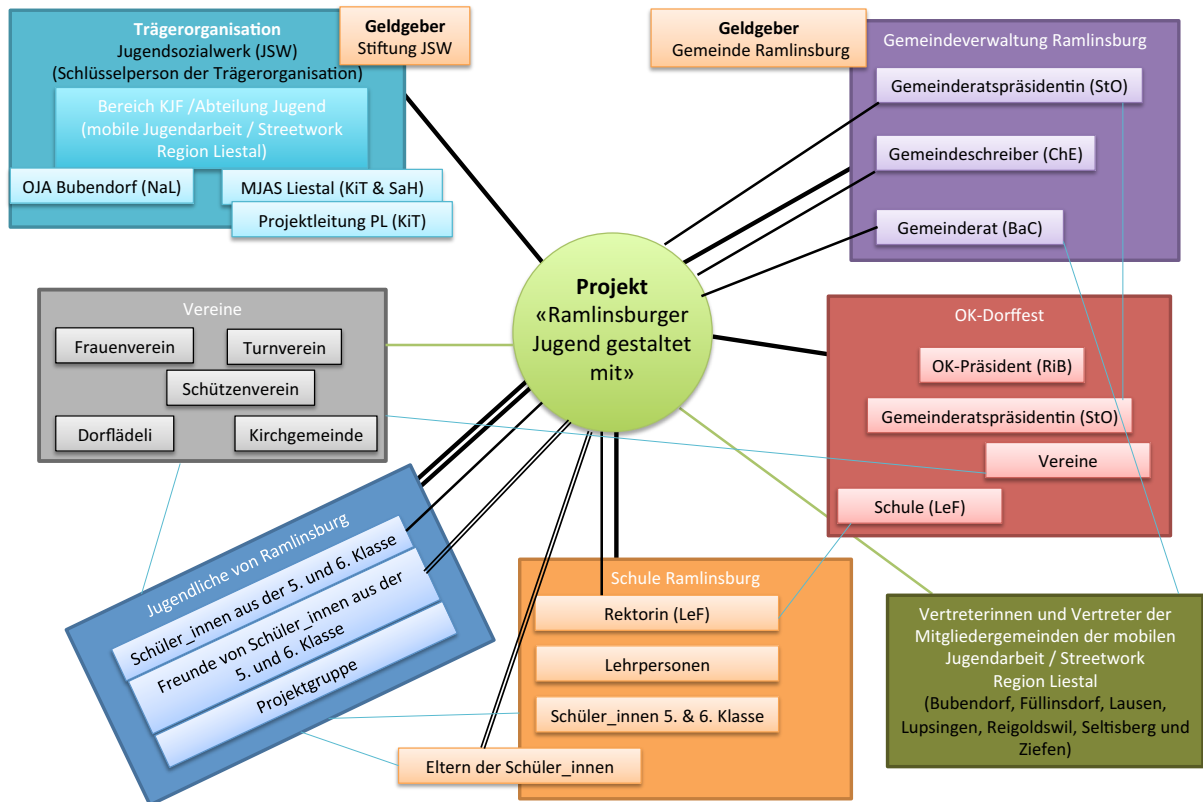 Trägerorganisation
Jugendsozialwerk (JSW)
(Schlüsselperson der Trägerorganisation)
Geldgeber
Stiftung JSW
Bereich KJF /Abteilung Jugend
(mobile Jugendarbeit / Streetwork
Region Liestal)
OJA Bubendorf (NaL)
MJAS Liestal (KiT & SaH)
Projektleitung PL (KiT)
Geldgeber
Gemeinde Ramlinsburg
Gemeindeverwaltung Ramlinsburg
Gemeinderatspräsidentin (StO)
Gemeindeschreiber (ChE)
Gemeinderat (BaC)
Projekt
«Ramlinsburger
Jugend gestaltet
mit»
Vereine
Frauenverein
Turnverein
Schützenverein
Dorflädeli
Kirchgemeinde
OK-Dorffest
OK-Präsident (RiB)
Gemeinderatspräsidentin (StO)
Vereine
Schule (LeF)
Jugendliche von Ramlinsburg
Schüler_innen aus der 5. und 6. Klasse
Freunde von Schüler_innen aus der
5. und 6. Klasse
Projektgruppe
Schule Ramlinsburg
Rektorin (LeF)
Lehrpersonen
Schüler_innen 5. & 6. Klasse
Eltern der Schüler_innen
Vertreterinnen und Vertreter der
Mitgliedergemeinden der mobilen
Jugendarbeit / Streetwork
Region Liestal
(Bubendorf, Füllinsdorf, Lausen,
Lupsingen, Reigoldswil, Seltisberg und
Ziefen)